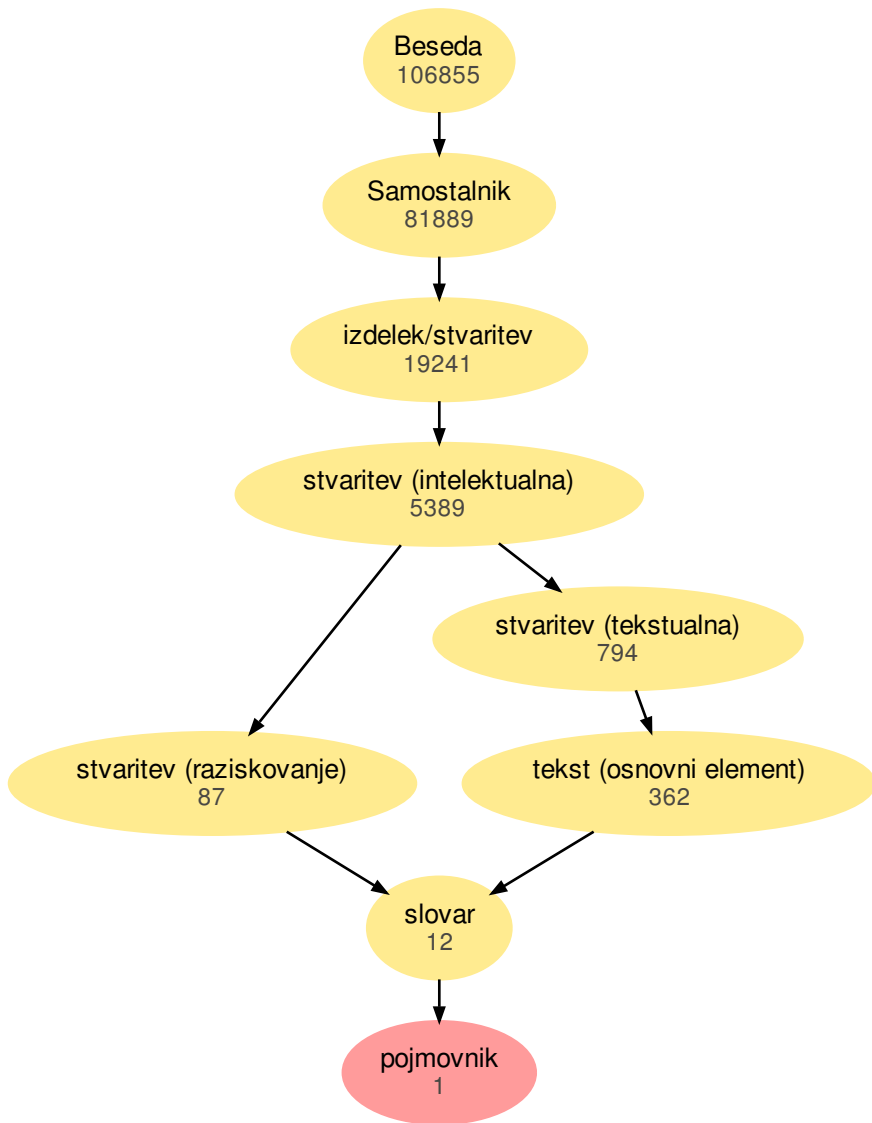 Beseda
106855
Samostalnik
81889
izdelek/stvaritev
19241
stvaritev (intelektualna)
5389
stvaritev (tekstualna)
794
stvaritev (raziskovanje)
87
tekst (osnovni element)
362
slovar
12
pojmovnik
1